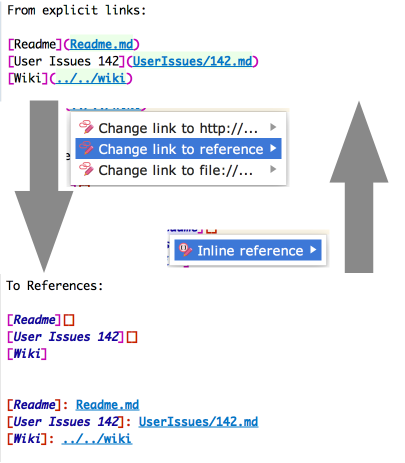 From explicit links:
[Readme](Readme.md)
[User Issues 142](UserIssues/142.md)
[Wiki](../../wiki)
Change link to http://...
Change link to reference
Change link to file://...
Inline reference
To References:
[Readme][]
[User Issues 142][]
[Wiki]
[Readme]: Readme.md
[User Issues 142]: UserIssues/142.md
[Wiki]: ../../wiki